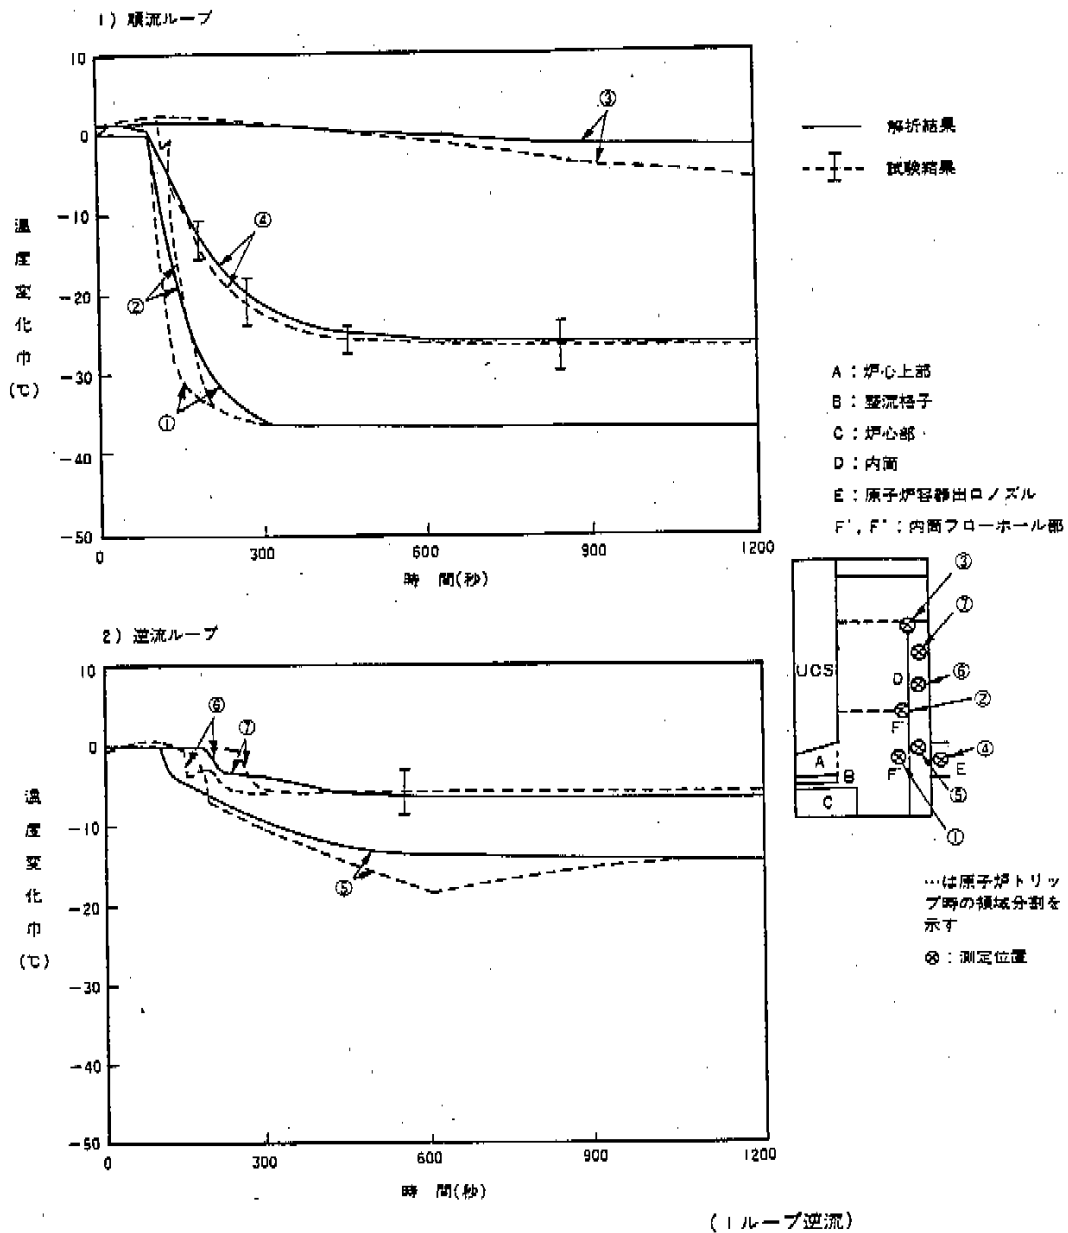 1) 順流ループ
10
0
−10
−20
−30
−40
−50
温度変化巾
(℃)
③
④
②
①
0
300
600
900
1200
時 間(秒)
解析結果
試験結果
A:炉心上部
B:整流格子
C:炉心部
D:内筒
E:原子炉容器出口ノズル
F', F":内筒フローホール部
2) 逆流ループ
10
0
−10
−20
−30
−40
−50
温度変化巾
(℃)
⑥
⑦
⑤
0
300
600
900
1200
時 間(秒)
③
⑦
UCS
D
⑥
②
F
A
④
B
F
E
C
⑤
①
…は原子炉トリッ
プ時の領域分割を
示す
⊗:測定位置
(1ループ逆流)